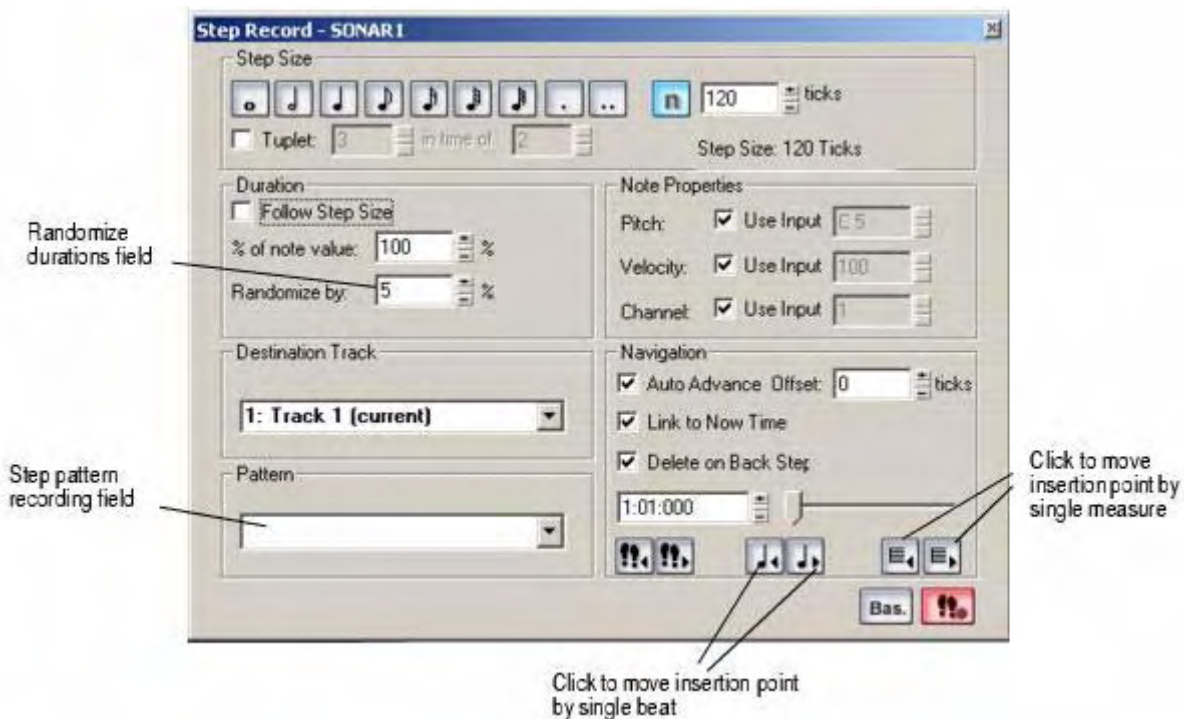 Step Record - SONAR1
Step Size
n 120 ticks
Tuplet: 3 in time of 2
Step Size: 120 Ticks
Duration
Follow Step Size
% of note value: 100 %
Randomize by: 5 %
Randomize
durations field
Note Properties
Pitch: Use Input E 5
Velocity: Use Input 100
Channel: Use Input 1
Destination Track
1: Track 1 (current)
Navigation
Auto Advance Offset: 0 ticks
Link to Now Time
Delete on Back Step
1:01:000
Pattern
Step pattern
recording field
Click to move
insertion point by
single measure
Bas.
Click to move insertion point
by single beat